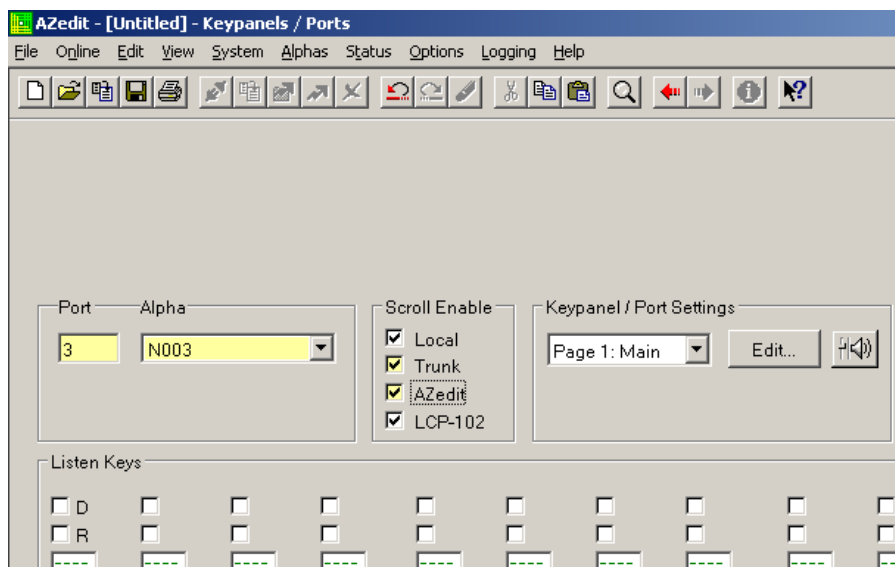 AZedit - [Untitled] - Keypanels / Ports
File Online Edit View System Alphas Status Options Logging Help
Port Alpha Scroll Enable Keypanel / Port Settings
3 N003 Local Page 1: Main Edit...
Trunk
AZedit
LCP-102
Listen Keys
D
R
---- ---- ---- ---- ---- ---- ---- ---- ----